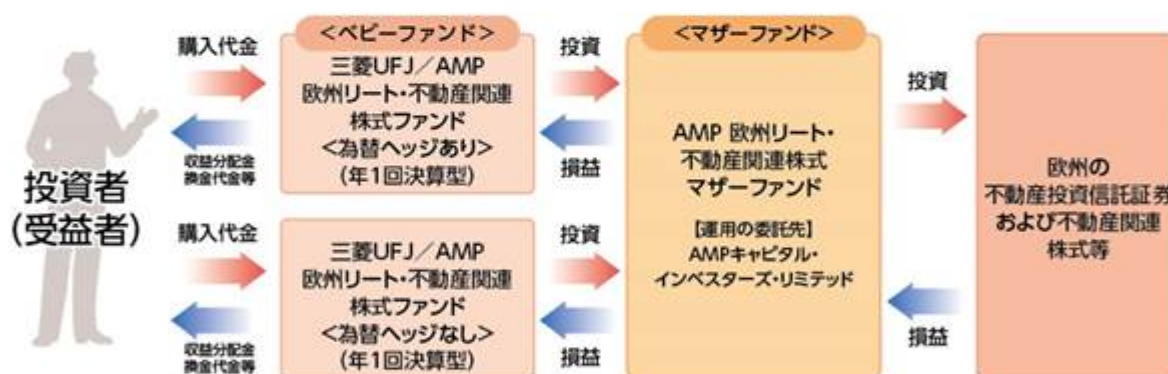 投資者
(受益者)
購入代金
収益分配金
換金代金等
購入代金
収益分配金
換金代金等
<ベビーファンド>
三菱UFJ/AMP
欧州リート・不動産関連
株式ファンド
<為替ヘッジあり>
(年1回決算型)
三菱UFJ/AMP
欧州リート・不動産関連
株式ファンド
<為替ヘッジなし>
(年1回決算型)
投資
損益
投資
損益
<マザーファンド>
AMP 欧州リート・
不動産関連株式
マザーファンド
【運用の委託先】
AMPキャピタル・
インベスターズ・リミテッド
投資
損益
欧州の
不動産投資信託証券
および不動産関連
株式等